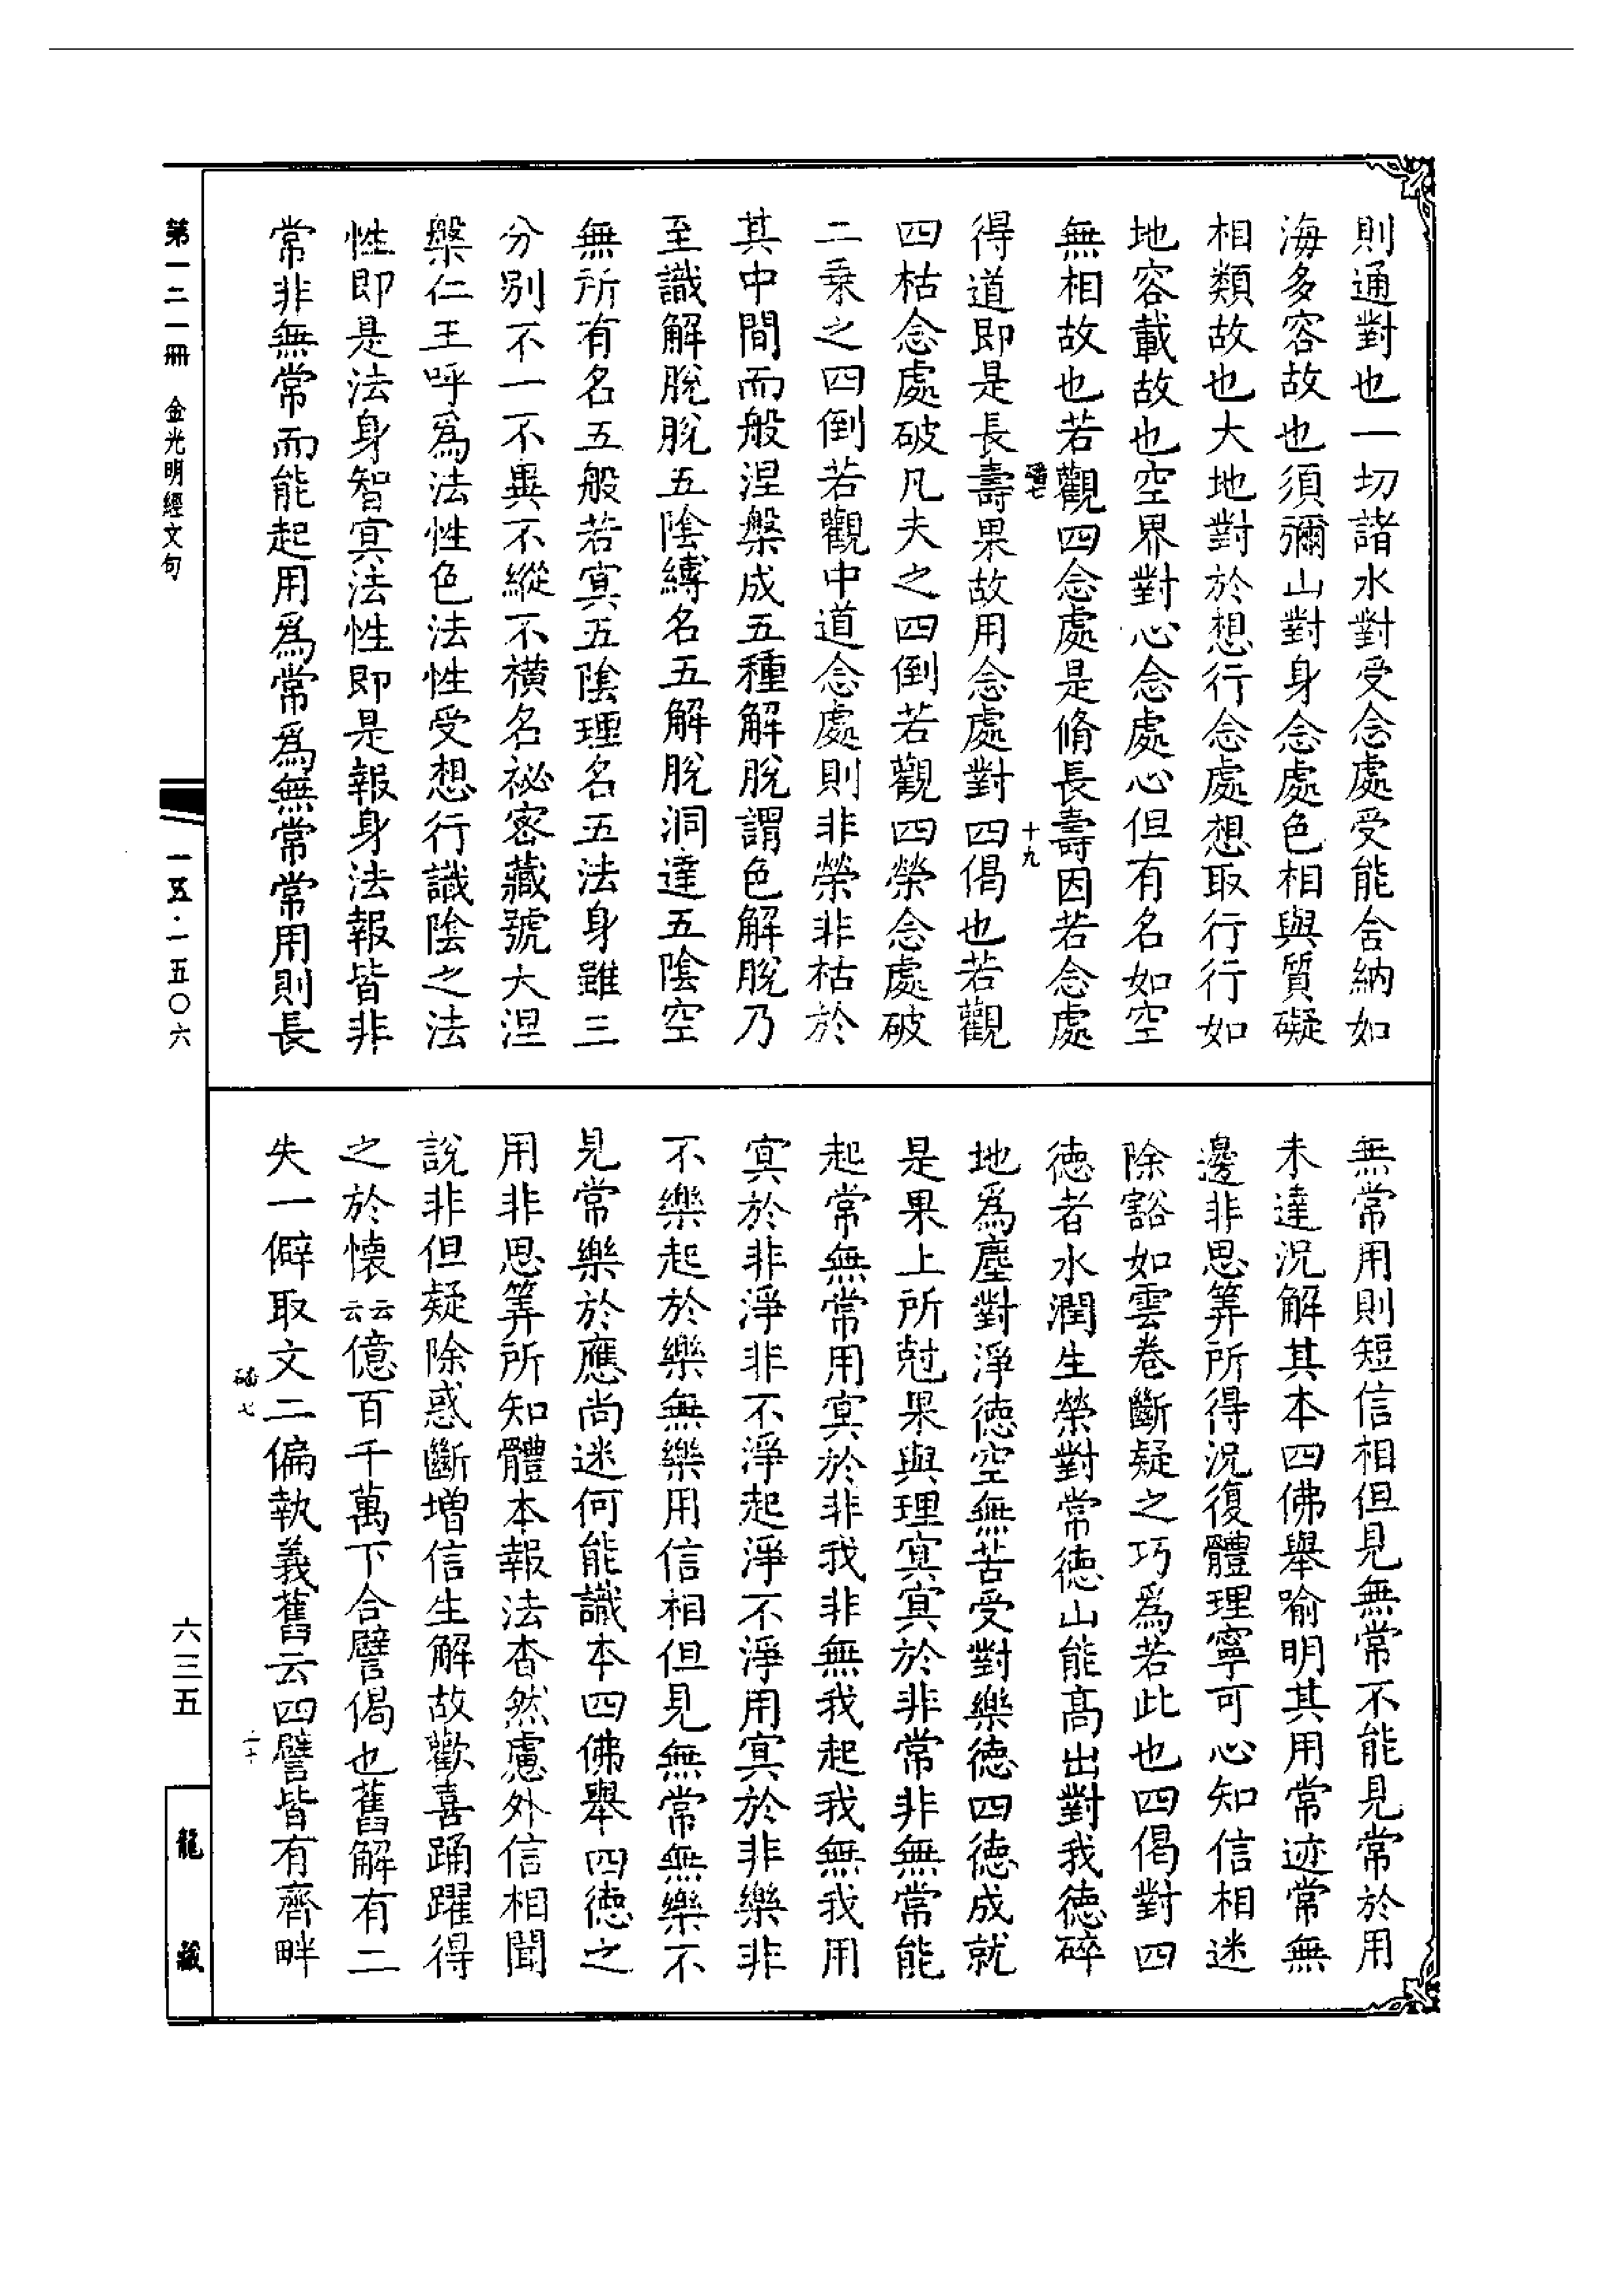 則通對也一切諸水對受念處受能含納如
海多容故也須彌山對身念處色相與質礙
相類故也大地對於想行念處想取行行如
地容載故也空界對心念處心但有名如空
無相故也若觀四念處是脩長壽因若念處
磻七
十九
得道即是長壽果故用念處對四偈也若觀
四枯念處破凡夫之四倒若觀四榮念處破
二乗之四倒若觀中道念處則非榮非枯於
其中間而般涅槃成五種解脫謂色解脫乃
至識解脫脫五陰縛名五解脫洞達五陰空
無所有名五般若冥五陰理名五法身雖三
分別不一不異不縱不橫名祕密藏號大涅
槃仁王呼爲法性色法性受想行識陰之法
性即是法身智冥法性即是報身法報皆非
常非無常而能起用爲常爲無常常用則長
無常用則短信相但見無常不能見常於用
未達況解其本四佛舉喻明其用常迹常無
邊非思筭所得況復體理寧可心知信相迷
除豁如雲卷斷疑之巧爲若此也四偈對四
德者水潤生榮對常德山能高出對我德碎
地爲塵對淨德空無苦受對樂德四德成就
是果上所尅果與理冥冥於非常非無常能
起常無常用冥於非我非無我起我無我用
冥於非淨非不淨起淨不淨用冥於非樂非
不樂起於樂無樂用信相但見無常無樂不
見常樂於應尚迷何能識本四佛舉四德之
用非思筭所知體本報法杳然慮外信相聞
說非但疑除惑斷增信生解故歡喜踊躍得
之於懷云云億百千萬下合譬偈也舊解有二
失一僻取文二偏執義舊云四譬皆有齊畔
磻七
二十
第一二一冊 金光明經文句
一五·一五〇六
六三五
龍藏